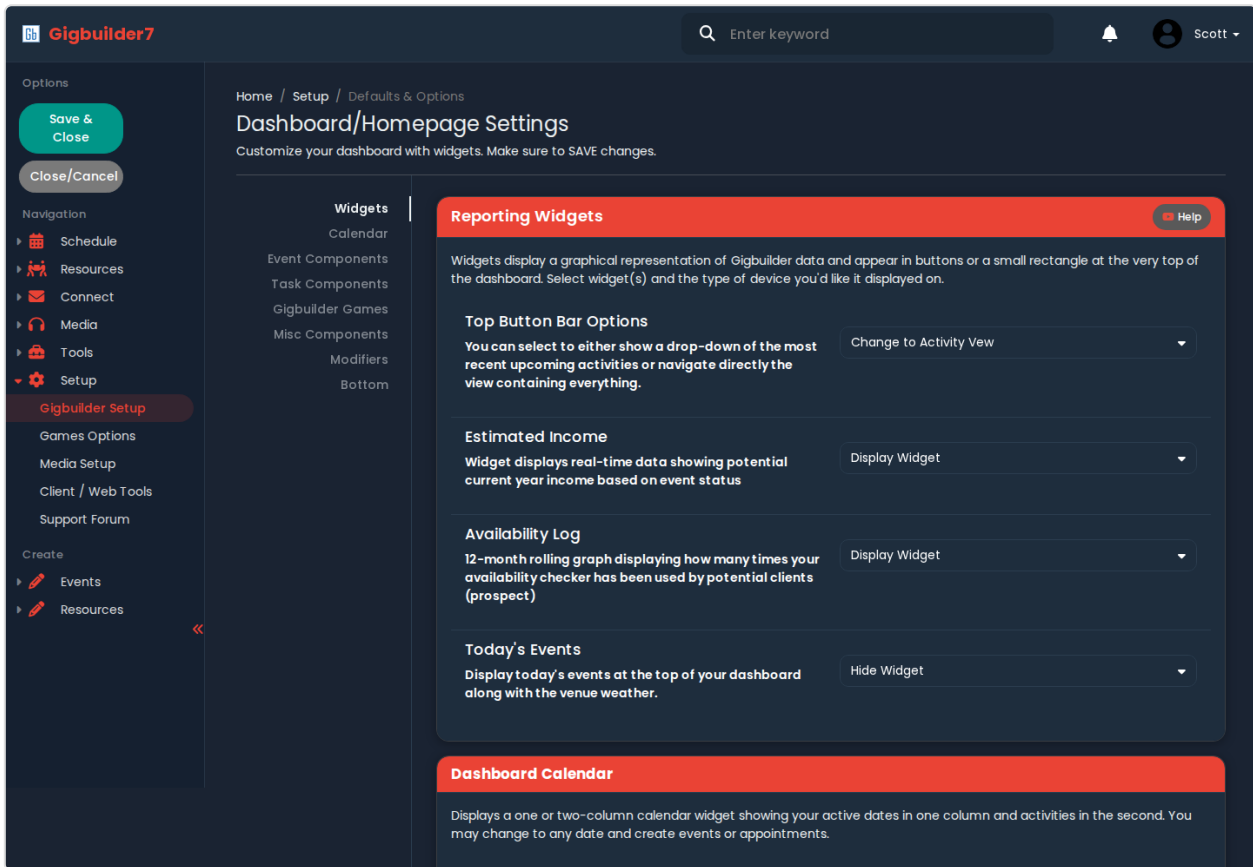 Gb Gigbuilder7
Enter keyword
Scott
Options
Save &
Close
Close/Cancel
Navigation
Schedule
Resources
Connect
Media
Tools
Setup
Gigbuilder Setup
Games Options
Media Setup
Client / Web Tools
Support Forum
Create
Events
Resources
Home / Setup / Defaults & Options
Dashboard/Homepage Settings
Customize your dashboard with widgets. Make sure to SAVE changes.
Widgets
Calendar
Event Components
Task Components
Gigbuilder Games
Misc Components
Modifiers
Bottom
Reporting Widgets
Help
Widgets display a graphical representation of Gigbuilder data and appear in buttons or a small rectangle at the very top of
the dashboard. Select widget(s) and the type of device you'd like it displayed on.
Top Button Bar Options
You can select to either show a drop-down of the most
recent upcoming activities or navigate directly the
view containing everything.
Change to Activity Vew
Estimated Income
Widget displays real-time data showing potential
current year income based on event status
Display Widget
Availability Log
12-month rolling graph displaying how many times your
availability checker has been used by potential clients
(prospect)
Display Widget
Today's Events
Display today's events at the top of your dashboard
along with the venue weather.
Hide Widget
Dashboard Calendar
Displays a one or two-column calendar widget showing your active dates in one column and activities in the second. You
may change to any date and create events or appointments.